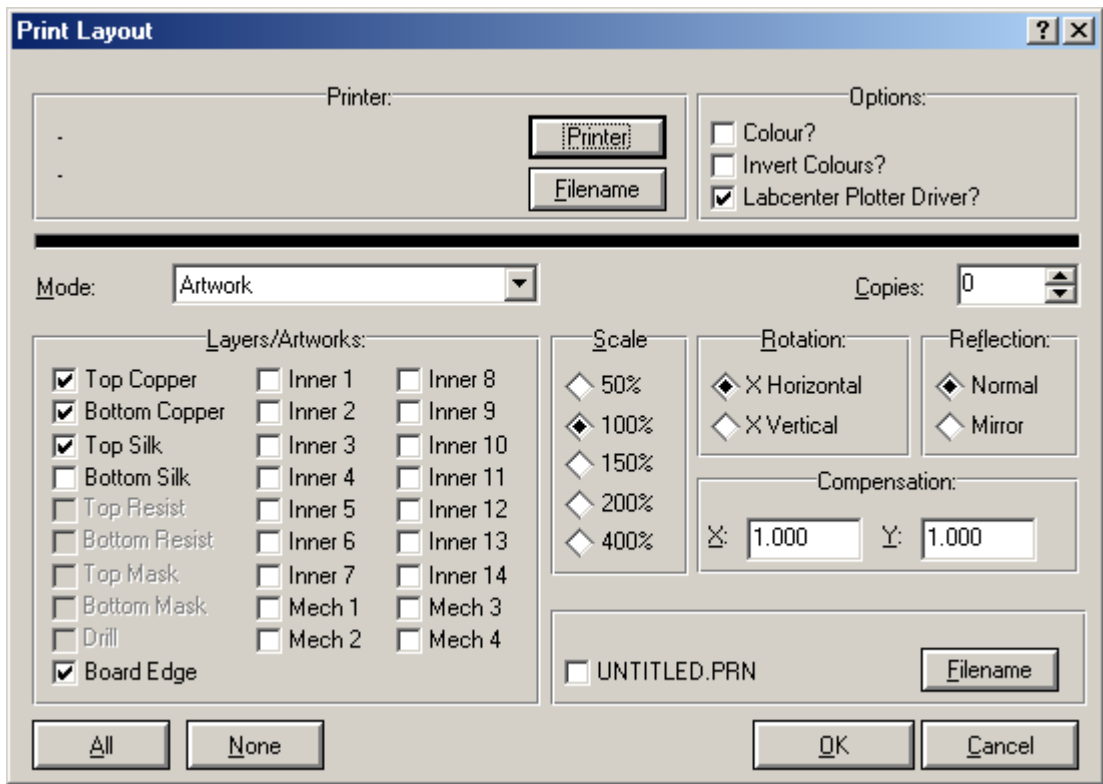 Print Layout
Printer:
-
Printer
-
Filename
Options:
Colour?
Invert Colours?
Labcenter Plotter Driver?
Mode:
Artwork
Copies:
0
Layers/Artworks:
Top Copper
Bottom Copper
Top Silk
Bottom Silk
Top Resist
Bottom Resist
Top Mask
Bottom Mask
Drill
Board Edge
Inner 1
Inner 2
Inner 3
Inner 4
Inner 5
Inner 6
Inner 7
Mech 1
Mech 2
Inner 8
Inner 9
Inner 10
Inner 11
Inner 12
Inner 13
Inner 14
Mech 3
Mech 4
Scale
50%
100%
150%
200%
400%
Rotation:
X Horizontal
X Vertical
Reflection:
Normal
Mirror
Compensation:
X: 1.000 Y: 1.000
UNTITLED.PRN
Filename
All
None
OK
Cancel